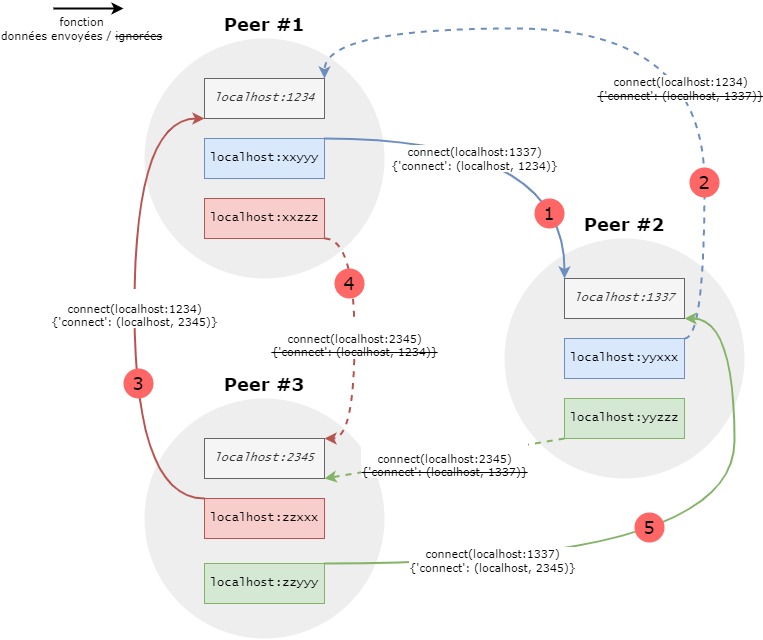 fonction
données envoyées / ignorées
Peer #1
localhost:1234
localhost:xxyyy
localhost:xxzzz
connect(localhost:1337)
{'connect': (localhost, 1234)}
1
connect(localhost:1234)
{'connect': (localhost, 1337)}
2
Peer #2
localhost:1337
localhost:yyxxx
localhost:yyzzz
4
connect(localhost:2345)
{'connect': (localhost, 1234)}
connect(localhost:1234)
{'connect': (localhost, 2345)}
3
Peer #3
localhost:2345
localhost:zzxxx
localhost:zzyyy
connect(localhost:2345)
{'connect': (localhost, 1337)}
5
connect(localhost:1337)
{'connect': (localhost, 2345)}